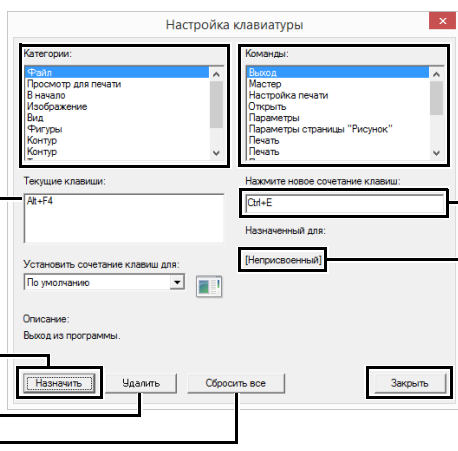 Настройка клавиатуры
Категории:
Файл
Просмотр для печати
В начало
Изображение
Вид
Фигуры
Контур
Контур
Команды:
Выход
Мастер
Настройка печати
Открыть
Параметры
Параметры страницы "Рисунок"
Печать
Печать
Текущие клавиши:
Alt+F4
Нажмите новое сочетание клавиш:
Ctrl+E
Назначенный для:
[Неприсвоенный]
Установить сочетание клавиш для:
По умолчанию
Описание:
Выход из программы.
Назначить
Удалить
Сбросить все
Закрыть